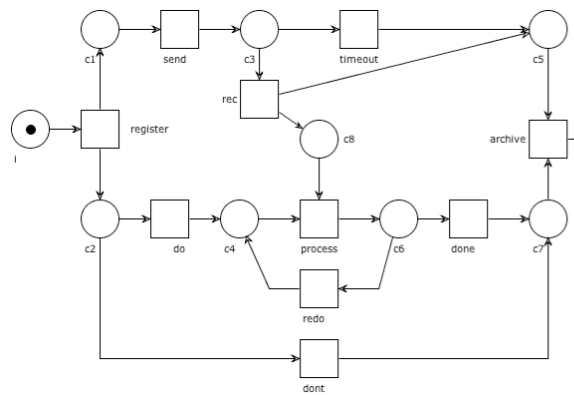 c1
send
c3
timeout
c5
rec
register
c8
archive
i
c2
do
c4
process
c6
done
c7
redo
dont